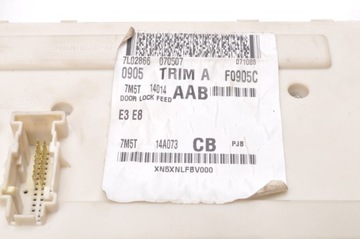 7L02866 070507 071085
0905 TRIM A F0905C
7M5T 14014 AAB
DOOR LOCK FEED
E3 E8
7M5T 14A073 CB PJB
XN5XNLFBV000